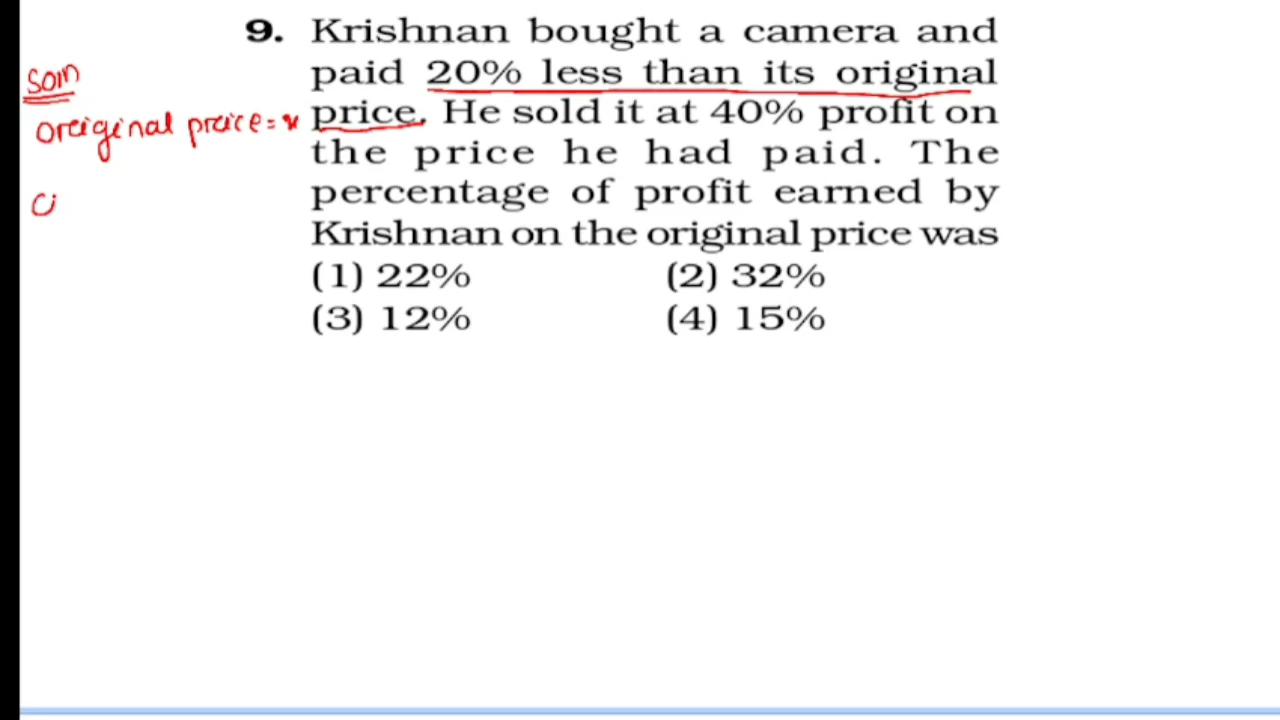 9. Krishnan bought a camera and
paid 20% less than its original
price. He sold it at 40% profit on
the price he had paid. The
percentage of profit earned by
Krishnan on the original price was
(1) 22% (2) 32%
(3) 12% (4) 15%
Soln
original price = x